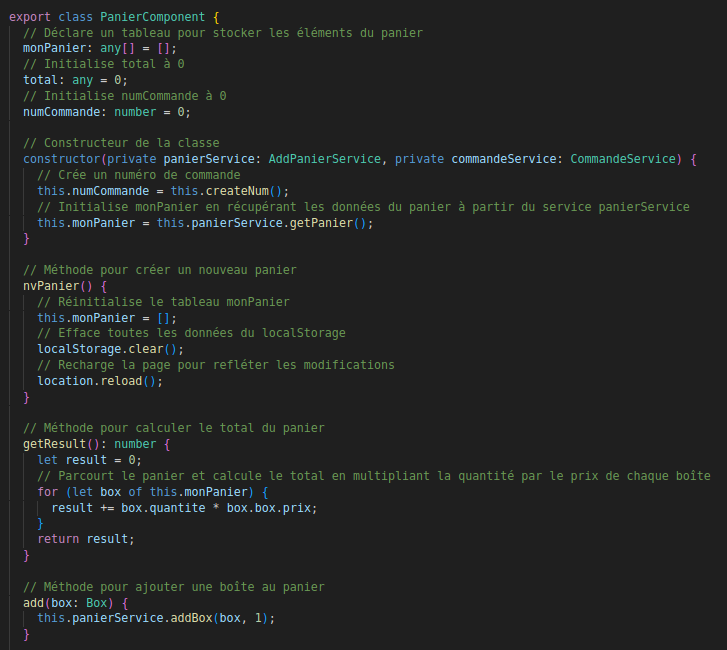 export class PanierComponent {
// Déclare un tableau pour stocker les éléments du panier
monPanier: any[] = [];
// Initialise total à 0
total: any = 0;
// Initialise numCommande à 0
numCommande: number = 0;
// Constructeur de la classe
constructor(private panierService: AddPanierService, private commandeService: CommandeService) {
// Crée un numéro de commande
this.numCommande = this.createNum();
// Initialise monPanier en récupérant les données du panier à partir du service panierService
this.monPanier = this.panierService.getPanier();
}
// Méthode pour créer un nouveau panier
nvPanier() {
// Réinitialise le tableau monPanier
this.monPanier = [];
// Efface toutes les données du localStorage
localStorage.clear();
// Recharge la page pour refléter les modifications
location.reload();
}
// Méthode pour calculer le total du panier
getResult(): number {
let result = 0;
// Parcourt le panier et calcule le total en multipliant la quantité par le prix de chaque boîte
for (let box of this.monPanier) {
result += box.quantite * box.box.prix;
}
return result;
}
// Méthode pour ajouter une boîte au panier
add(box: Box) {
this.panierService.addBox(box, 1);
}